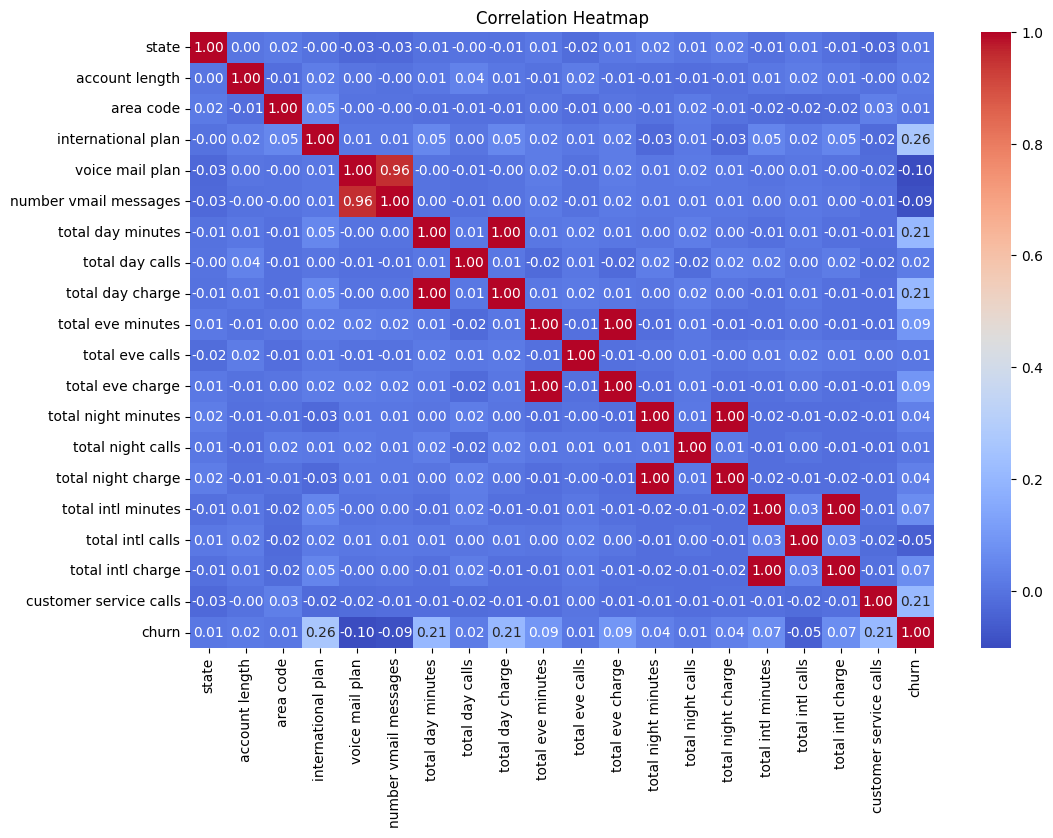 Correlation Heatmap
state 1.00 0.00 0.02 -0.00 -0.03 -0.03 -0.01 -0.00 -0.01 0.01 -0.02 0.01 0.02 0.01 0.02 -0.01 0.01 -0.01 -0.03 0.01
account length 0.00 1.00 -0.01 0.02 0.00 -0.00 0.01 0.04 0.01 -0.01 0.02 -0.01 -0.01 -0.01 -0.01 0.01 0.02 0.01 -0.00 0.02
area code 0.02 -0.01 1.00 0.05 -0.00 -0.00 -0.01 -0.01 -0.01 0.00 -0.01 0.00 -0.01 0.02 -0.01 -0.02 -0.02 -0.02 0.03 0.01
international plan -0.00 0.02 0.05 1.00 0.01 0.01 0.05 0.00 0.05 0.02 0.01 0.02 -0.03 0.01 -0.03 0.05 0.02 0.05 -0.02 0.26
voice mail plan -0.03 0.00 -0.00 0.01 1.00 0.96 -0.00 -0.01 -0.00 0.02 -0.01 0.02 0.01 0.02 0.01 -0.00 0.01 -0.00 -0.02 -0.10
number vmail messages -0.03 -0.00 -0.00 0.01 0.96 1.00 0.00 -0.01 0.00 0.02 -0.01 0.02 0.01 0.01 0.01 0.00 0.01 0.00 -0.01 -0.09
total day minutes -0.01 0.01 -0.01 0.05 -0.00 0.00 1.00 0.01 1.00 0.01 0.02 0.01 0.00 0.02 0.00 -0.01 0.01 -0.01 -0.01 0.21
total day calls -0.00 0.04 -0.01 0.00 -0.01 -0.01 0.01 1.00 0.01 -0.02 0.01 -0.02 0.02 -0.02 0.02 0.02 0.00 0.02 -0.02 0.02
total day charge -0.01 0.01 -0.01 0.05 -0.00 0.00 1.00 0.01 1.00 0.01 0.02 0.01 0.00 0.02 0.00 -0.01 0.01 -0.01 -0.01 0.21
total eve minutes 0.01 -0.01 0.00 0.02 0.02 0.02 0.01 -0.02 0.01 1.00 -0.01 1.00 -0.01 0.01 -0.01 -0.01 0.00 -0.01 -0.01 0.09
total eve calls -0.02 0.02 -0.01 0.01 -0.01 -0.01 0.02 0.01 0.02 -0.01 1.00 -0.01 -0.00 0.01 -0.00 0.01 0.02 0.01 0.00 0.01
total eve charge 0.01 -0.01 0.00 0.02 0.02 0.02 0.01 -0.02 0.01 1.00 -0.01 1.00 -0.01 0.01 -0.01 -0.01 0.00 -0.01 -0.01 0.09
total night minutes 0.02 -0.01 -0.01 -0.03 0.01 0.01 0.00 0.02 0.00 -0.01 -0.00 -0.01 1.00 0.01 1.00 -0.02 -0.01 -0.02 -0.01 0.04
total night calls 0.01 -0.01 0.02 0.01 0.02 0.01 0.02 -0.02 0.02 0.01 0.01 0.01 0.01 1.00 0.01 -0.01 0.00 -0.01 -0.01 0.01
total night charge 0.02 -0.01 -0.01 -0.03 0.01 0.01 0.00 0.02 0.00 -0.01 -0.00 -0.01 1.00 0.01 1.00 -0.02 -0.01 -0.02 -0.01 0.04
total intl minutes -0.01 0.01 -0.02 0.05 -0.00 0.00 -0.01 0.02 -0.01 -0.01 0.01 -0.01 -0.02 -0.01 -0.02 1.00 0.03 1.00 -0.01 0.07
total intl calls 0.01 0.02 -0.02 0.02 0.01 0.01 0.01 0.00 0.01 0.00 0.02 0.00 -0.01 0.00 -0.01 0.03 1.00 0.03 -0.02 -0.05
total intl charge -0.01 0.01 -0.02 0.05 -0.00 0.00 -0.01 0.02 -0.01 -0.01 0.01 -0.01 -0.02 -0.01 -0.02 1.00 0.03 1.00 -0.01 0.07
customer service calls -0.03 -0.00 0.03 -0.02 -0.02 -0.01 -0.01 -0.02 -0.01 -0.01 0.00 -0.01 -0.01 -0.01 -0.01 -0.01 -0.02 -0.01 1.00 0.21
churn 0.01 0.02 0.01 0.26 -0.10 -0.09 0.21 0.02 0.21 0.09 0.01 0.09 0.04 0.01 0.04 0.07 -0.05 0.07 0.21 1.00
state
account length
area code
international plan
voice mail plan
number vmail messages
total day minutes
total day calls
total day charge
total eve minutes
total eve calls
total eve charge
total night minutes
total night calls
total night charge
total intl minutes
total intl calls
total intl charge
customer service calls
churn
1.0
0.8
0.6
0.4
0.2
0.0